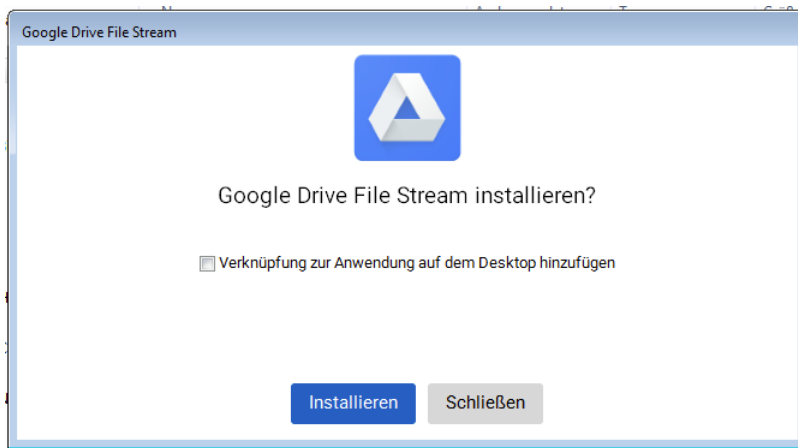 Google Drive File Stream
Google Drive File Stream installieren?
Verknüpfung zur Anwendung auf dem Desktop hinzufügen
Installieren
Schließen